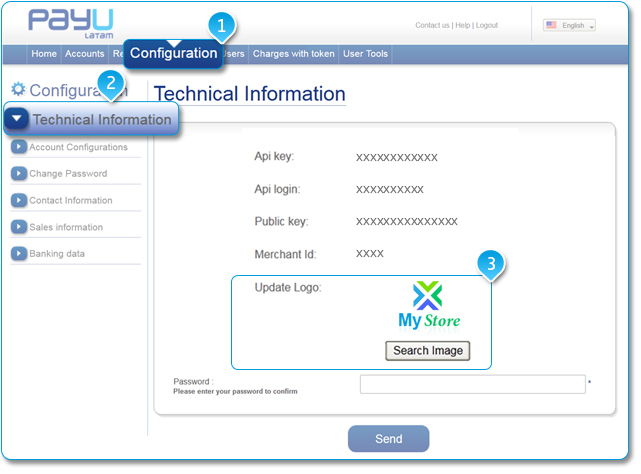 PAYU
LATAM
Contact us | Help | Logout
English
1
Home Accounts Configuration Users Charges with token User Tools
2
Configuration
Technical Information
Technical Information
Account Configurations
Change Password
Contact Information
Sales information
Banking data
Api key: XXXXXXXXXXXX
Api login: XXXXXXXXXX
Public key: XXXXXXXXXXXXXXX
Merchant Id: XXXX
3
Update Logo:
My Store
Search Image
Password :
Please enter your password to confirm
*
Send